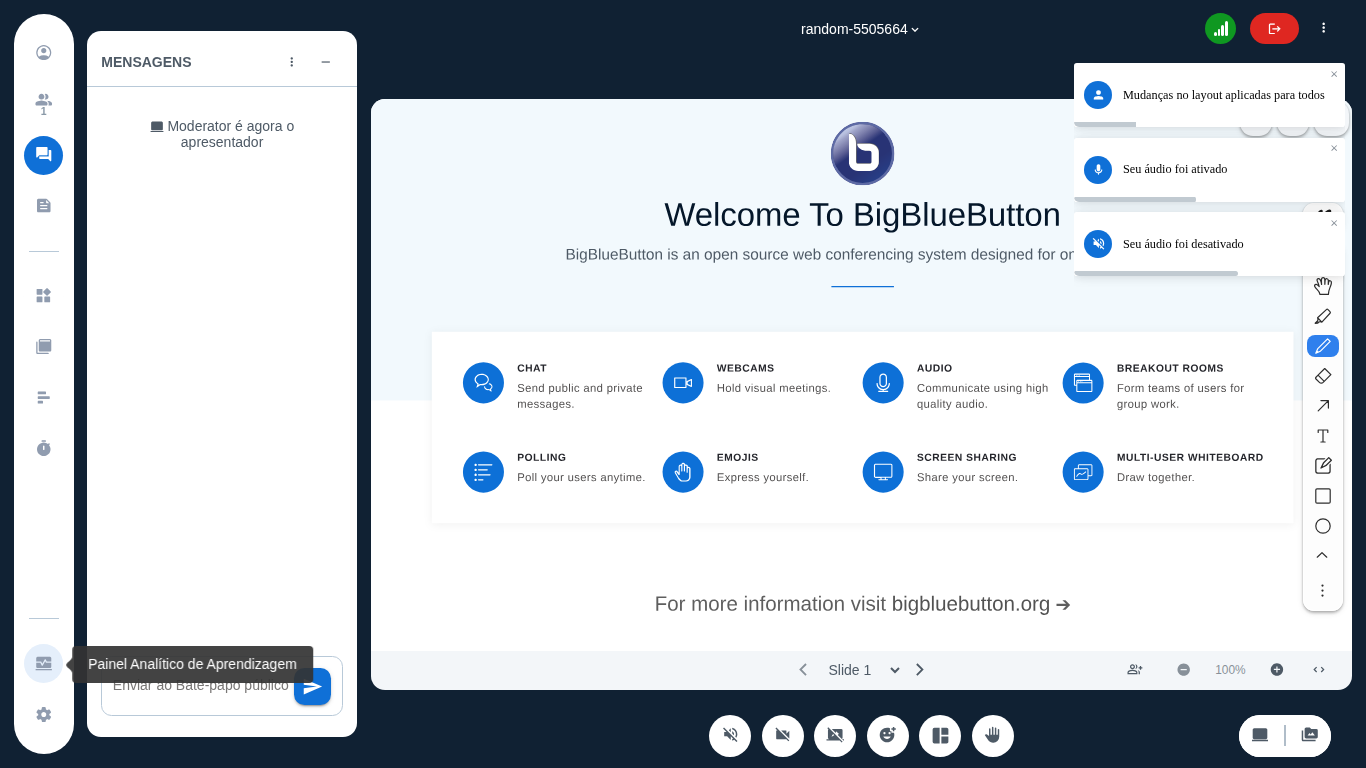 random-5505664
MENSAGENS
1
Moderator é agora o
apresentador
Mudanças no layout aplicadas para todos
Seu áudio foi ativado
Seu áudio foi desativado
Welcome To BigBlueButton
BigBlueButton is an open source web conferencing system designed for
CHAT
Send public and private
messages.
WEBCAMS
Hold visual meetings.
AUDIO
Communicate using high
quality audio.
BREAKOUT ROOMS
Form teams of users for
group work.
POLLING
Poll your users anytime.
EMOJIS
Express yourself.
SCREEN SHARING
Share your screen.
MULTI-USER WHITEBOARD
Draw together.
For more information visit bigbluebutton.org →
Painel Analítico de Aprendizagem
Enviar ao Bate-papo público
Slide 1
100%